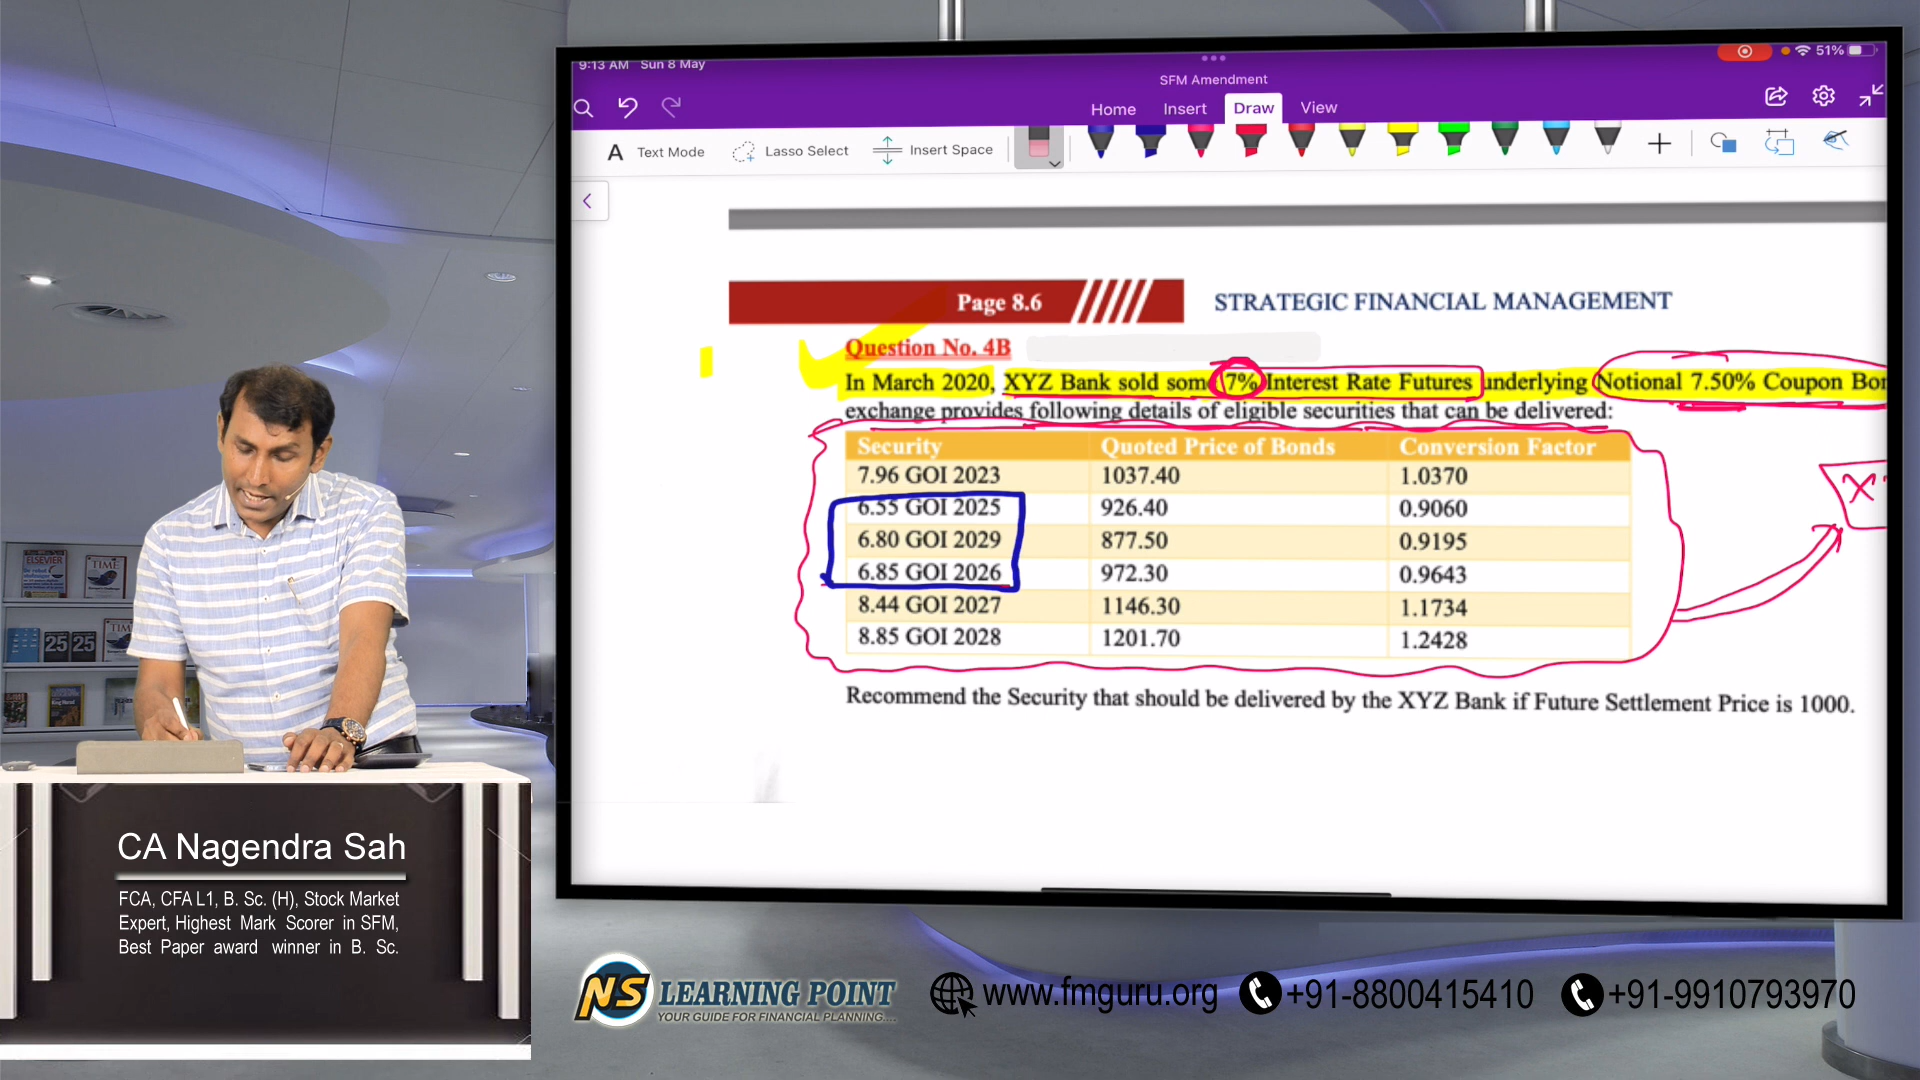 9:13 AM Sun 8 May
51%
SFM Amendment
Home Insert Draw View
A Text Mode Lasso Select Insert Space
Page 8.6 STRATEGIC FINANCIAL MANAGEMENT
Question No. 4B
In March 2020, XYZ Bank sold some 7% Interest Rate Futures underlying Notional 7.50% Coupon
exchange provides following details of eligible securities that can be delivered:
Security Quoted Price of Bonds Conversion Factor
7.96 GOI 2023 1037.40 1.0370
6.55 GOI 2025 926.40 0.9060
6.80 GOI 2029 877.50 0.9195
6.85 GOI 2026 972.30 0.9643
8.44 GOI 2027 1146.30 1.1734
8.85 GOI 2028 1201.70 1.2428
X
Recommend the Security that should be delivered by the XYZ Bank if Future Settlement Price is 1000.
ELSEVIER
TIME
25 25
CA Nagendra Sah
FCA, CFA L1, B. Sc. (H), Stock Market
Expert, Highest Mark Scorer in SFM,
Best Paper award winner in B. Sc.
NS LEARNING POINT
YOUR GUIDE FOR FINANCIAL PLANNING....
www.fmguru.org
+91-8800415410
+91-9910793970